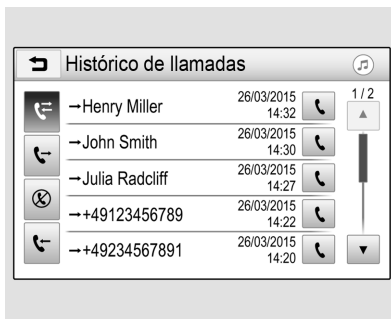 Histórico de llamadas
1 / 2
→Henry Miller 26/03/2015 14:32
→John Smith 26/03/2015 14:30
→Julia Radcliff 26/03/2015 14:27
→+49123456789 26/03/2015 14:22
→+49234567891 26/03/2015 14:20